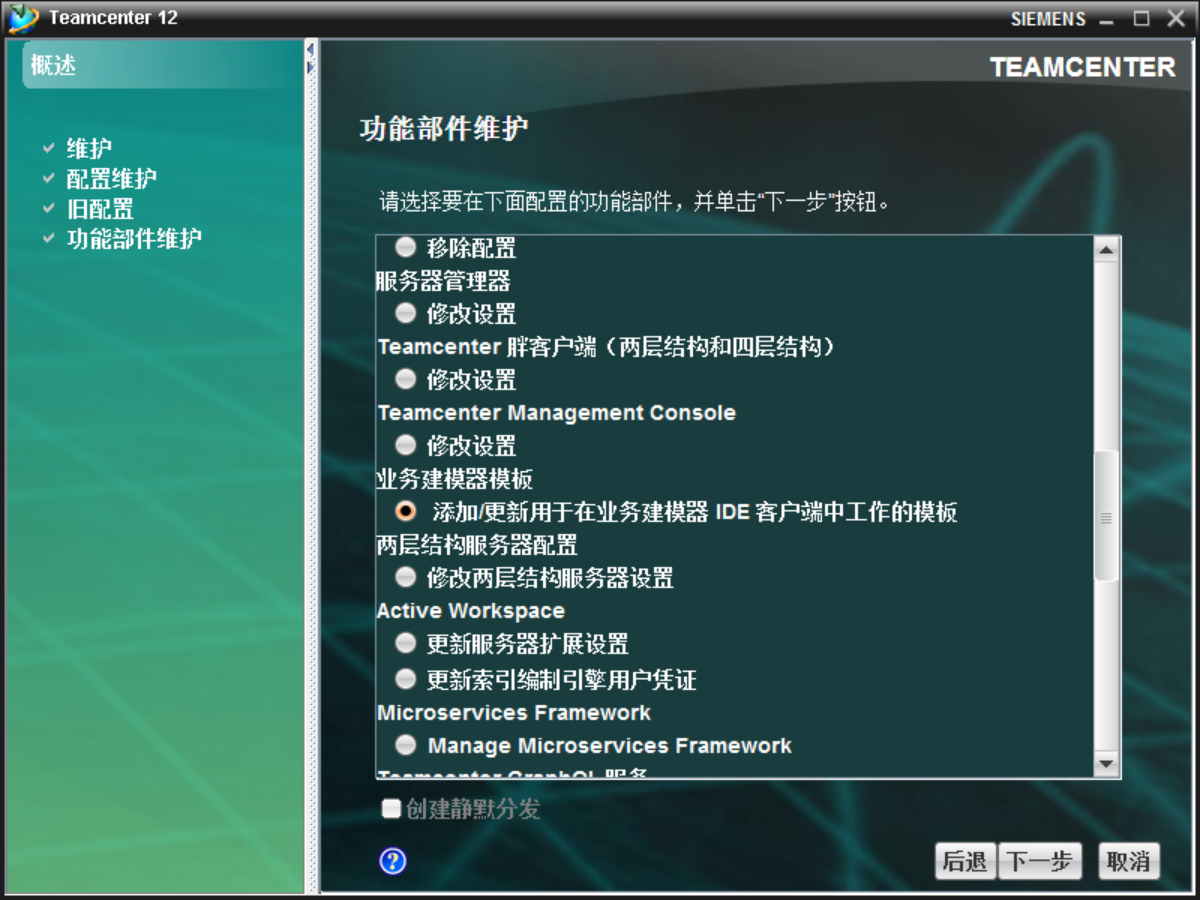 Teamcenter 12
SIEMENS
概述
TEAMCENTER
维护
配置维护
旧配置
功能部件维护
功能部件维护
请选择要在下面配置的功能部件，并单击“下一步”按钮。
移除配置
服务器管理器
修改设置
Teamcenter 胖客户端（两层结构和四层结构）
修改设置
Teamcenter Management Console
修改设置
业务建模器模板
添加/更新用于在业务建模器 IDE 客户端中工作的模板
两层结构服务器配置
修改两层结构服务器设置
Active Workspace
更新服务器扩展设置
更新索引编制引擎用户凭证
Microservices Framework
Manage Microservices Framework
Teamcenter GraphQL 服务
创建静默分发
?
后退 下一步 取消